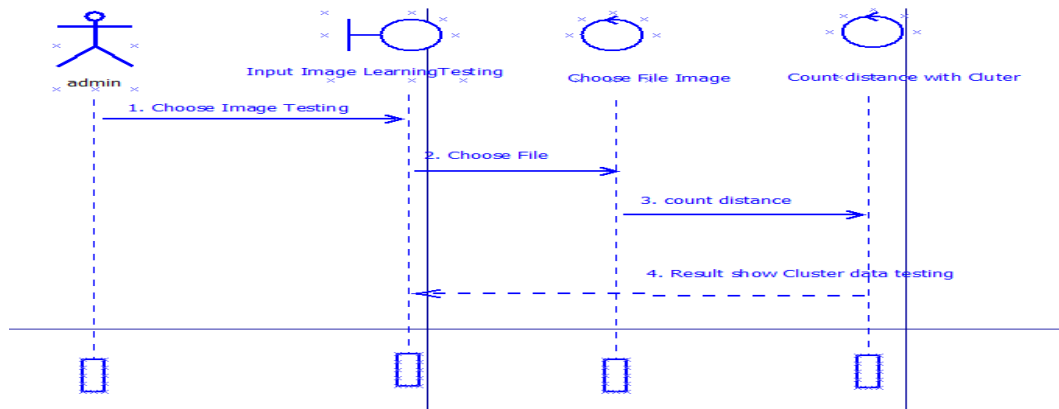 admin
Input Image LearningTesting
Choose File Image
Count distance with Cluter
1. Choose Image Testing
2. Choose File
3. count distance
4. Result show Cluster data testing